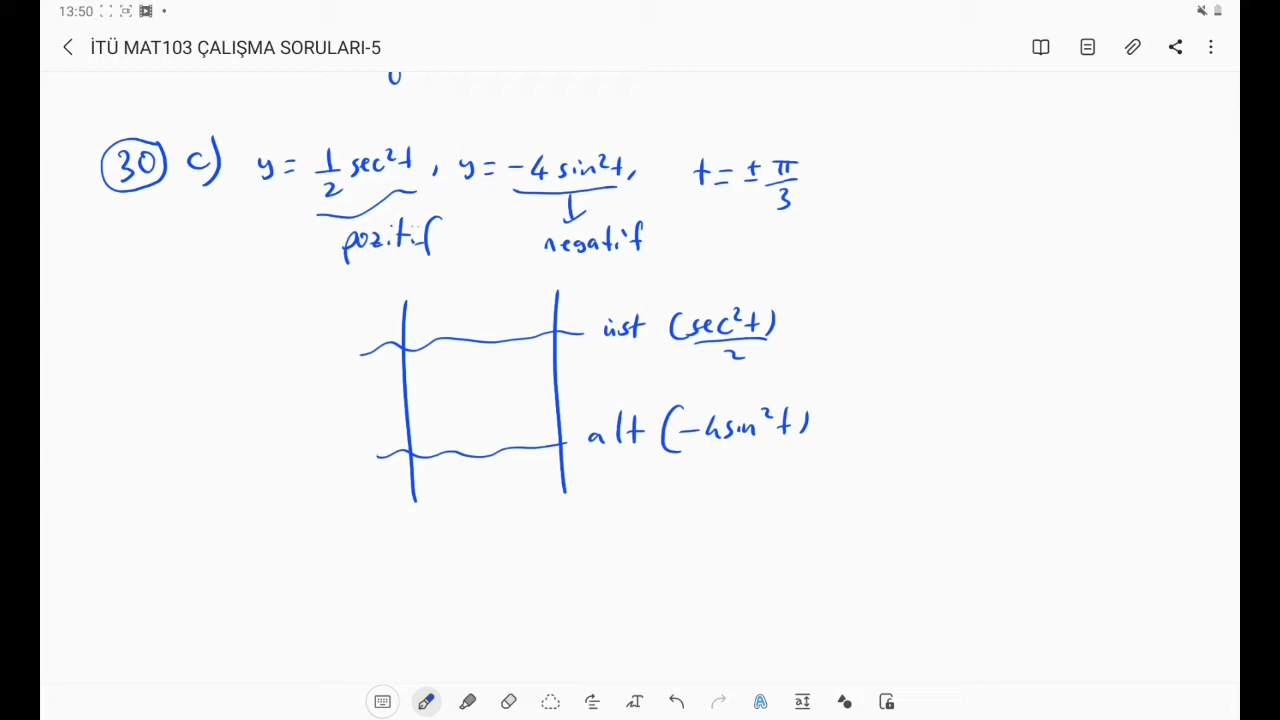 13:50
İTÜ MAT103 ÇALIŞMA SORULARI-5
30 c) y = 1/2 sec²t, y = -4 sin²t, t = ± π/3
pozitif negatif
üst (sec²t/2)
alt (-4sin²t)